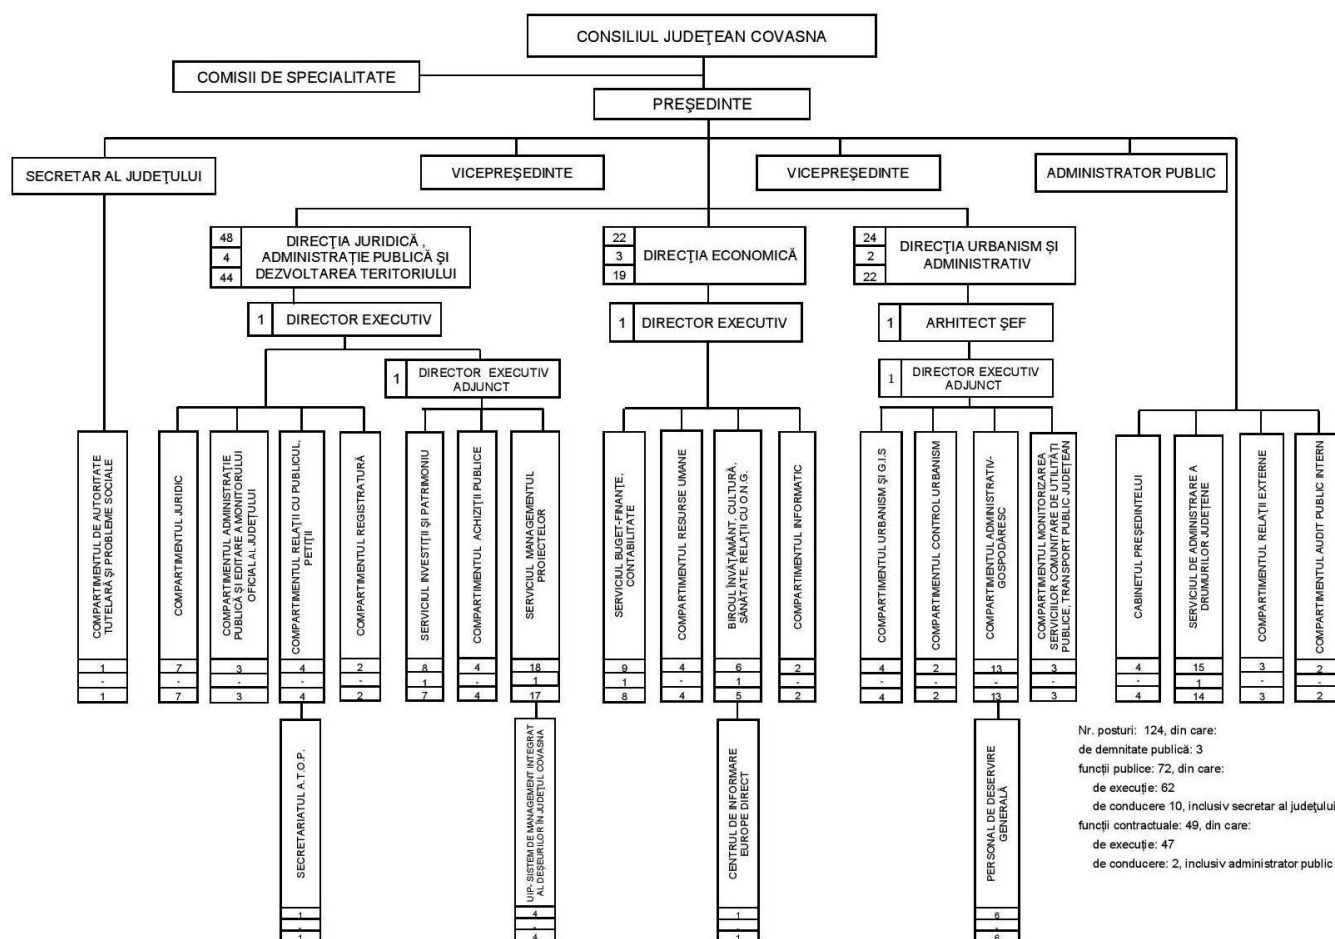 CONSILIUL JUDEŢEAN COVASNA
COMISII DE SPECIALITATE
PREŞEDINTE
SECRETAR AL JUDEŢULUI
VICEPREŞEDINTE
VICEPREŞEDINTE
ADMINISTRATOR PUBLIC
48
4
44
DIRECŢIA JURIDICĂ ,
ADMINISTRAŢIE PUBLICĂ ŞI
DEZVOLTAREA TERITORIULUI
22
3
19
DIRECŢIA ECONOMICĂ
24
2
22
DIRECŢIA URBANISM ŞI
ADMINISTRATIV
1 DIRECTOR EXECUTIV
1 DIRECTOR EXECUTIV
1 ARHITECT ŞEF
1 DIRECTOR EXECUTIV
ADJUNCT
1 DIRECTOR EXECUTIV
ADJUNCT
COMPARTIMENTUL DE AUTORITATE
TUTELARĂ ŞI PROBLEME SOCIALE
1
-
1
COMPARTIMENTUL JURIDIC
7
-
7
COMPARTIMENTUL ADMINISTRAŢIE
PUBLICĂ ŞI EDITARE A MONITORULUI
OFICIAL AL JUDEŢULUI
3
-
3
COMPARTIMENTUL RELAŢII CU PUBLICUL,
PETIŢII
4
-
4
COMPARTIMENTUL REGISTRATURĂ
2
-
2
SERVICIUL INVESTIŢII ŞI PATRIMONIU
8
1
7
COMPARTIMENTUL ACHIZIŢII PUBLICE
4
-
4
SERVICIUL MANAGEMENTUL
PROIECTELOR
18
1
17
SERVICIUL BUGET-FINANŢE,
CONTABILITATE
9
1
8
COMPARTIMENTUL RESURSE UMANE
4
-
4
BIROUL ÎNVĂŢĂMÂNT, CULTURĂ,
SĂNĂTATE, RELAŢII CU O.N.G.
6
1
5
COMPARTIMENTUL INFORMATIC
2
-
2
COMPARTIMENTUL URBANISM ŞI G.I.S
4
-
4
COMPARTIMENTUL CONTROL URBANISM
2
-
2
COMPARTIMENTUL ADMINISTRATIV-
GOSPODĂRESC
13
-
13
COMPARTIMENTUL MONITORIZAREA
SERVICIILOR COMUNITARE DE UTILITĂŢI
PUBLICE, TRANSPORT PUBLIC JUDEŢEAN
3
-
3
CABINETUL PREŞEDINTELUI
4
-
4
SERVICIUL DE ADMINISTRARE A
DRUMURILOR JUDEŢENE
15
1
14
COMPARTIMENTUL RELAŢII EXTERNE
3
-
3
COMPARTIMENTUL AUDIT PUBLIC INTERN
2
-
2
SECRETARIATUL A.T.O.P.
1
-
1
UIP- SISTEM DE MANAGEMENT INTEGRAT
AL DEŞEURILOR ÎN JUDEŢUL COVASNA
4
-
4
CENTRUL DE INFORMARE
EUROPE DIRECT
1
-
1
PERSONAL DE DESERVIRE
GENERALĂ
6
-
6
Nr. posturi: 124, din care:
de demnitate publică: 3
funcţii publice: 72, din care:
de execuţie: 62
de conducere 10, inclusiv secretar al judeţului
funcţii contractuale: 49, din care:
de execuţie: 47
de conducere: 2, inclusiv administrator public